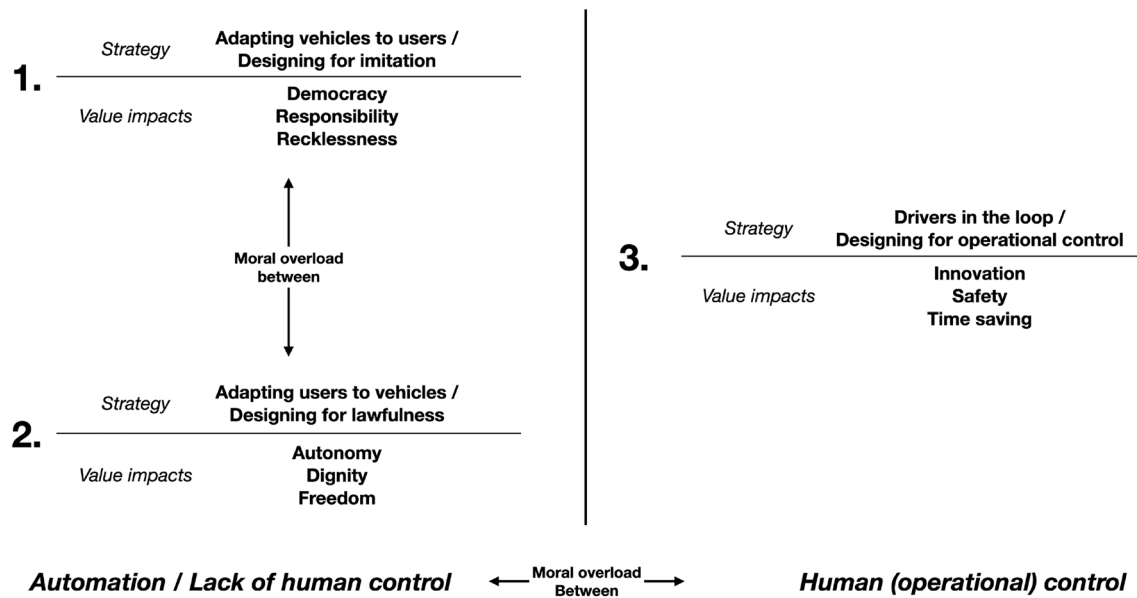 1.
Strategy
Adapting vehicles to users /
Designing for imitation
Value impacts
Democracy
Responsibility
Recklessness
Moral overload
between
2.
Strategy
Adapting users to vehicles /
Designing for lawfulness
Value impacts
Autonomy
Dignity
Freedom
3.
Strategy
Drivers in the loop /
Designing for operational control
Value impacts
Innovation
Safety
Time saving
Automation / Lack of human control
Moral overload
Between
Human (operational) control